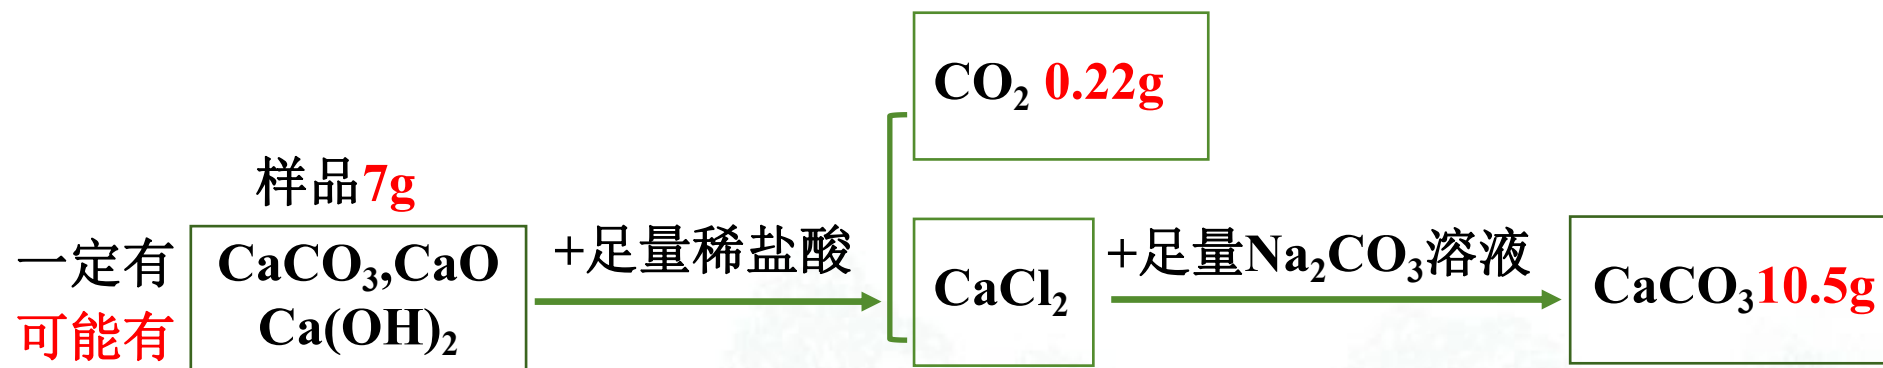 样品7g
一定有
可能有
CaCO₃,CaO
Ca(OH)₂
+足量稀盐酸
CO₂ 0.22g
CaCl₂
+足量Na₂CO₃溶液
CaCO₃10.5g